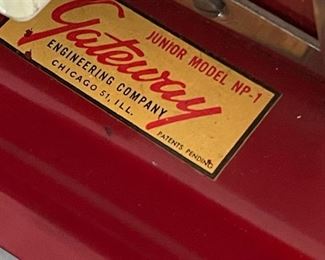 JUNIOR MODEL NP-1
Gateway
ENGINEERING COMPANY
CHICAGO 51, ILL.
PATENTS PENDING